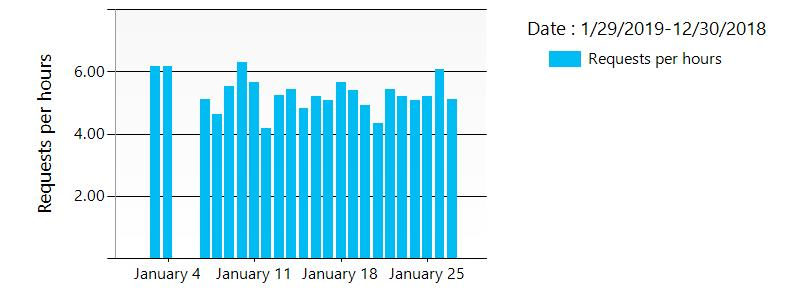 Date : 1/29/2019-12/30/2018
Requests per hours
Requests per hours
6.00
4.00
2.00
January 4 January 11 January 18 January 25